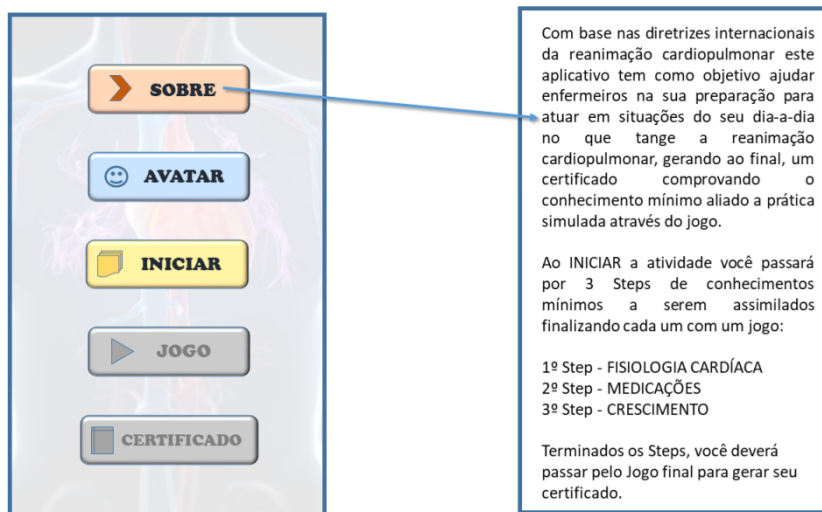 SOBRE
AVATAR
INICIAR
JOGO
CERTIFICADO
Com base nas diretrizes internacionais
da reanimação cardiopulmonar este
aplicativo tem como objetivo ajudar
enfermeiros na sua preparação para
atuar em situações do seu dia-a-dia
no que tange a reanimação
cardiopulmonar, gerando ao final, um
certificado comprovando o
conhecimento mínimo aliado a prática
simulada através do jogo.
Ao INICIAR a atividade você passará
por 3 Steps de conhecimentos
mínimos a serem assimilados
finalizando cada um com um jogo:
1º Step - FISIOLOGIA CARDÍACA
2º Step - MEDICAÇÕES
3º Step - CRESCIMENTO
Terminados os Steps, você deverá
passar pelo Jogo final para gerar seu
certificado.